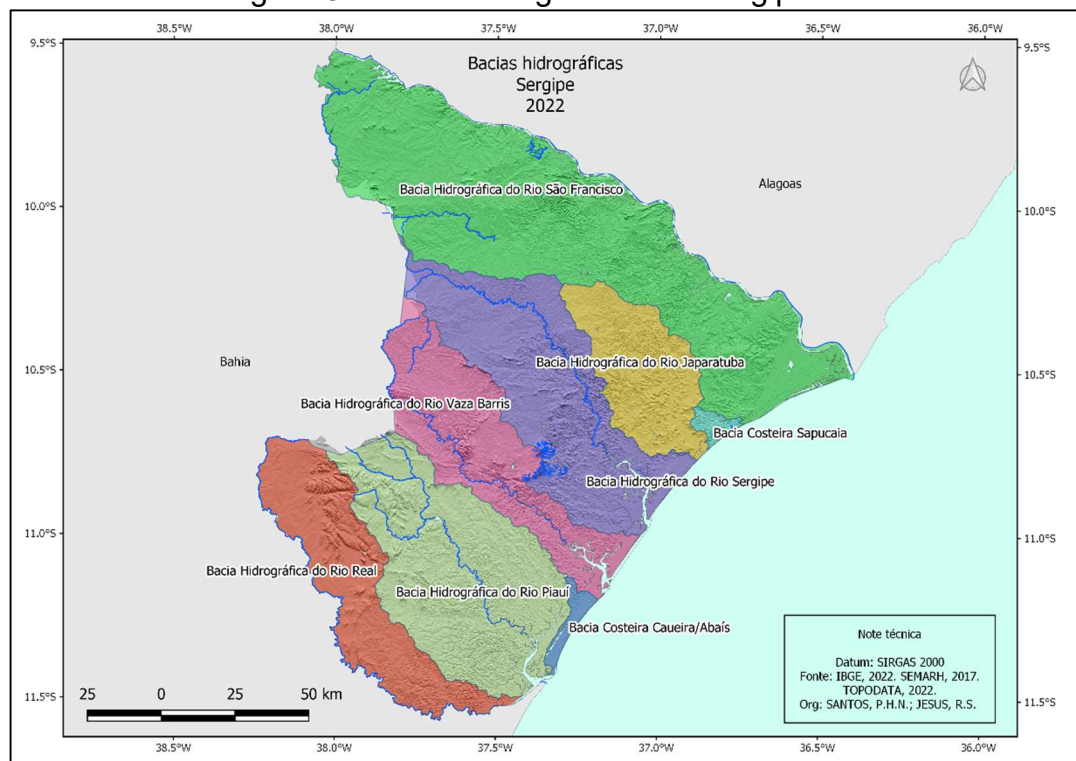 38.5°W 38.0°W 37.5°W 37.0°W 36.5°W 36.0°W
9.5°S 9.5°S
Bacias hidrográficas
Sergipe
2022
Alagoas
Bacia Hidrográfica do Rio São Francisco
10.0°S 10.0°S
Bahia
Bacia Hidrográfica do Rio Japaratuba
10.5°S 10.5°S
Bacia Hidrográfica do Rio Vaza Barris
Bacia Costeira Sapucaia
Bacia Hidrográfica do Rio Sergipe
11.0°S 11.0°S
Bacia Hidrográfica do Rio Real
Bacia Hidrográfica do Rio Piauí
Bacia Costeira Caueira/Abaís
Note técnica
Datum: SIRGAS 2000
Fonte: IBGE, 2022. SEMARH, 2017.
TOPODATA, 2022.
Org: SANTOS, P.H.N.; JESUS, R.S.
25 0 25 50 km
11.5°S 11.5°S
38.5°W 38.0°W 37.5°W 37.0°W 36.5°W 36.0°W